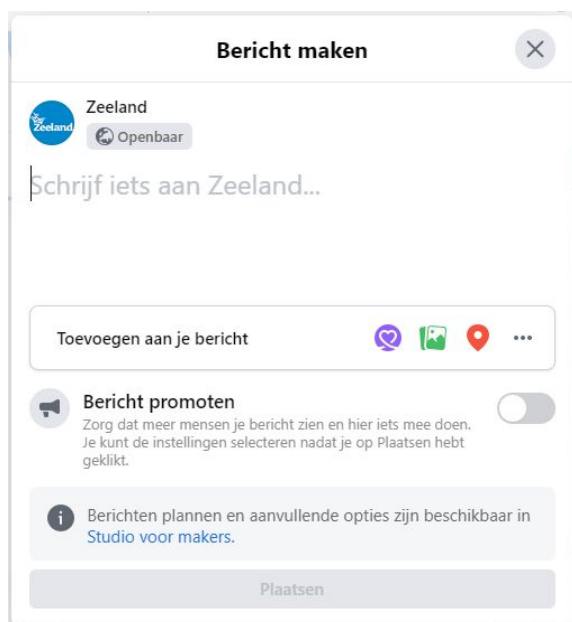 Bericht maken
Zeeland
Zeeland
Openbaar
Schrijf iets aan Zeeland...
Toevoegen aan je bericht
Bericht promoten
Zorg dat meer mensen je bericht zien en hier iets mee doen.
Je kunt de instellingen selecteren nadat je op Plaatsen hebt
geklikt.
Berichten plannen en aanvullende opties zijn beschikbaar in
Studio voor makers.
Plaatsen